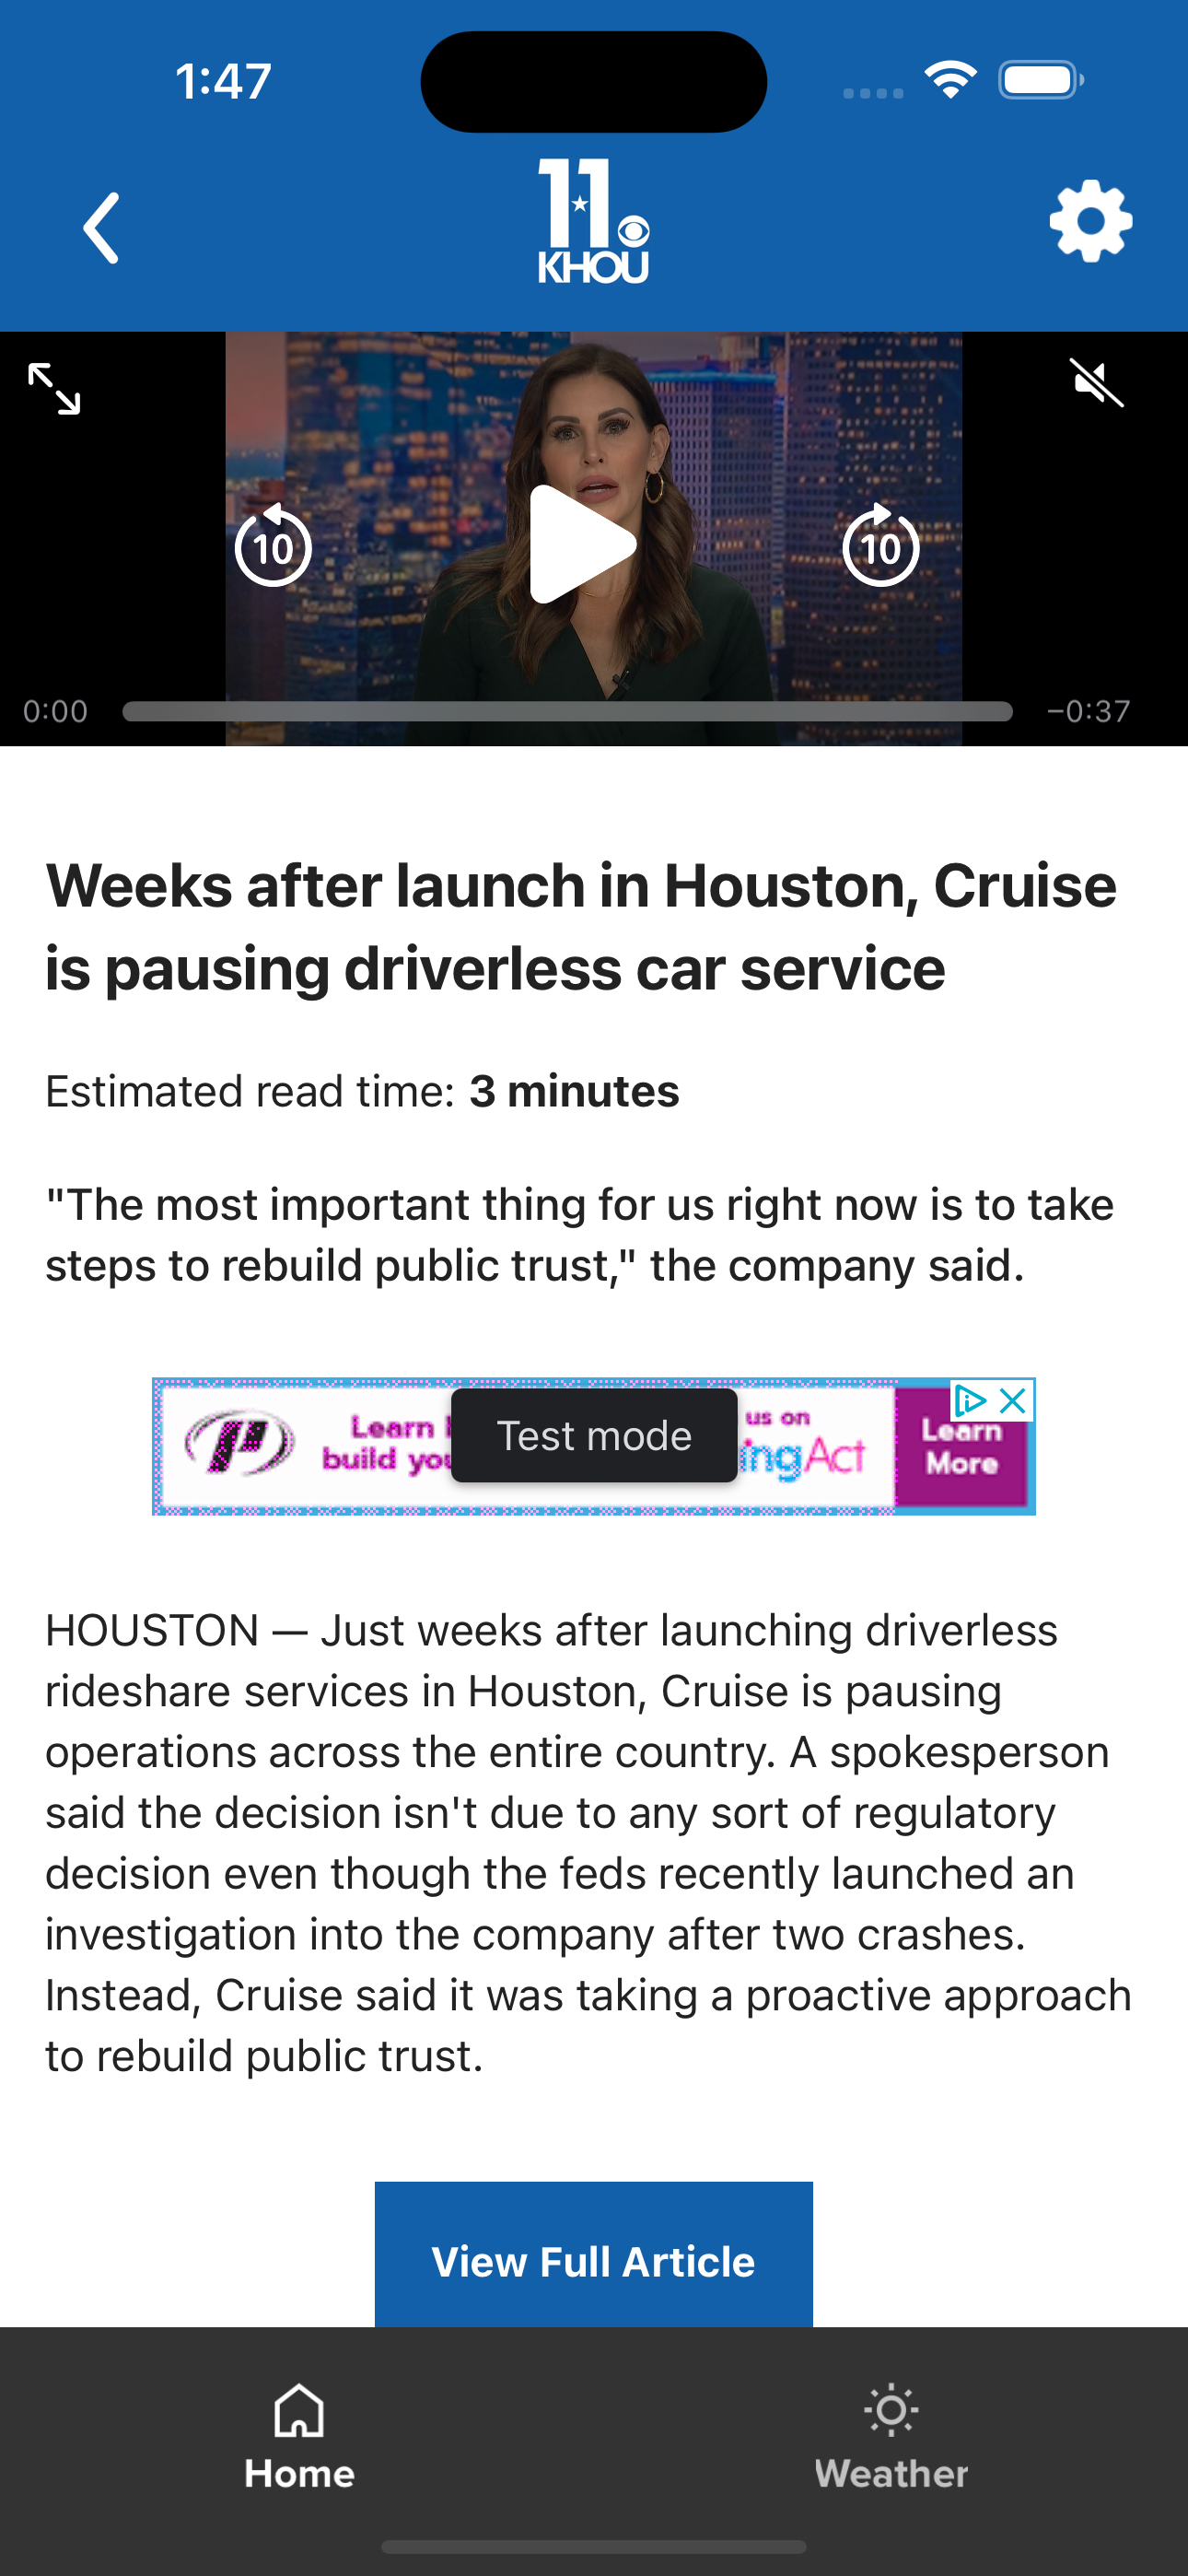 1:47
11
KHOU
10
10
0:00
−0:37
Weeks after launch in Houston, Cruise
is pausing driverless car service
Estimated read time: 3 minutes
"The most important thing for us right now is to take
steps to rebuild public trust," the company said.
Learn
us on
Test mode
build
ingAct
Learn
More
HOUSTON — Just weeks after launching driverless
rideshare services in Houston, Cruise is pausing
operations across the entire country. A spokesperson
said the decision isn't due to any sort of regulatory
decision even though the feds recently launched an
investigation into the company after two crashes.
Instead, Cruise said it was taking a proactive approach
to rebuild public trust.
View Full Article
Home
Weather